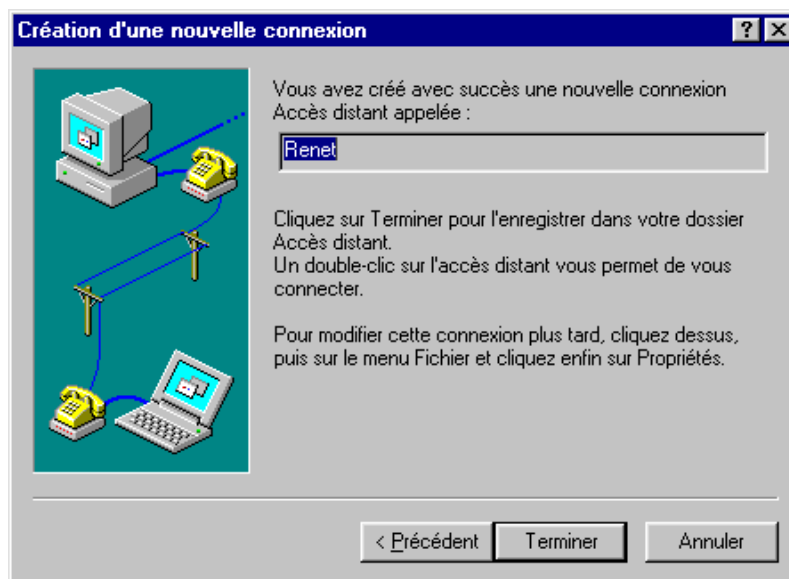 Création d'une nouvelle connexion
Vous avez créé avec succès une nouvelle connexion
Accès distant appelée :
Renet
Cliquez sur Terminer pour l'enregistrer dans votre dossier
Accès distant.
Un double-clic sur l'accès distant vous permet de vous
connecter.
Pour modifier cette connexion plus tard, cliquez dessus,
puis sur le menu Fichier et cliquez enfin sur Propriétés.
< Précédent Terminer Annuler